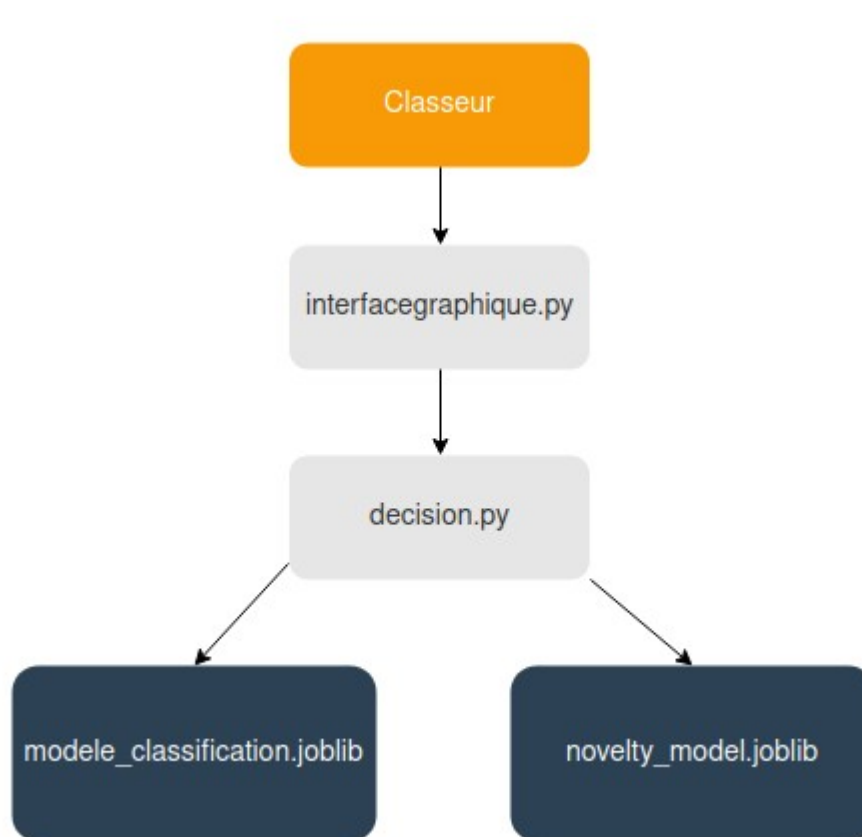 Classeur
interfacegraphique.py
decision.py
modele_classification.joblib
novelty_model.joblib